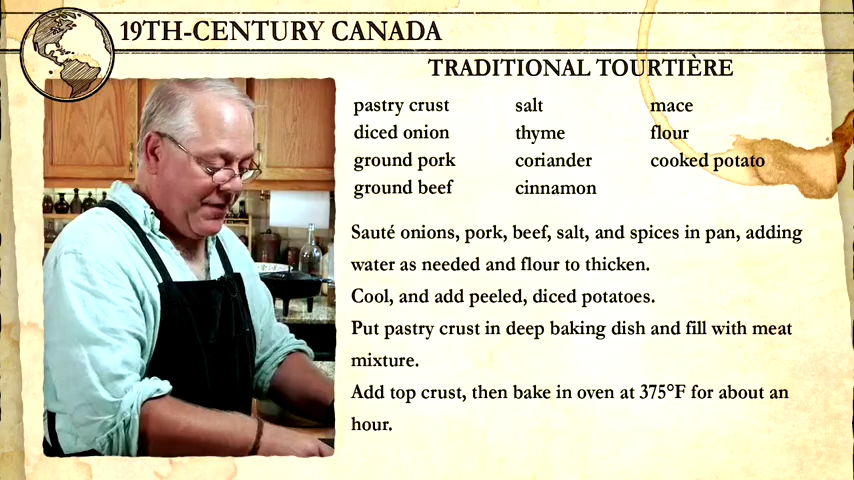 19TH-CENTURY CANADA
TRADITIONAL TOURTIÈRE
pastry crust salt mace
diced onion thyme flour
ground pork coriander cooked potato
ground beef cinnamon
Sauté onions, pork, beef, salt, and spices in pan, adding
water as needed and flour to thicken.
Cool, and add peeled, diced potatoes.
Put pastry crust in deep baking dish and fill with meat
mixture.
Add top crust, then bake in oven at 375°F for about an
hour.